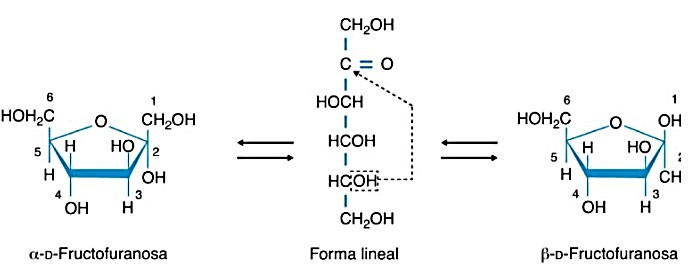 CH₂OH
C = O
HOCH
HCOH
HCOH
CH₂OH
6
HOH₂C
O
1
CH₂OH
5
H
HO
2
H
OH
4
3
OH
H
6
HOH₂C
O
1
OH
5
H
HO
2
H
4
3
OH
H
α-D-Fructofuranosa
Forma lineal
β-D-Fructofuranosa